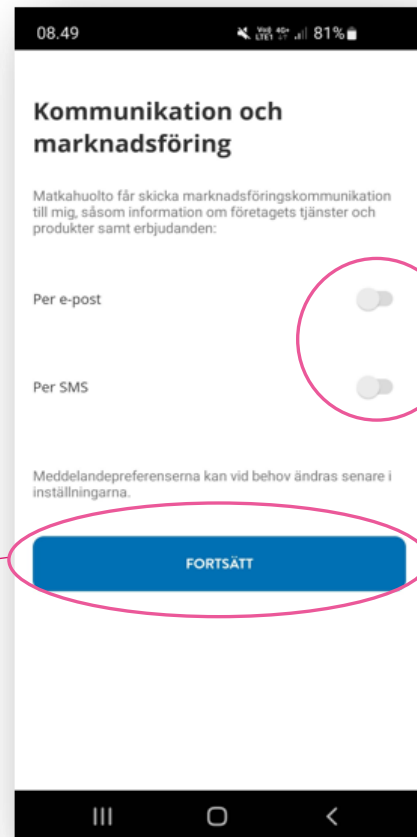 08.49 81%
Kommunikation och
marknadsföring
Matkahuolto får skicka marknadsföringskommunikation
till mig, såsom information om företagets tjänster och
produkter samt erbjudanden:
Per e-post
Per SMS
Meddelandepreferenserna kan vid behov ändras senare i
inställningarna.
FORTSÄTT